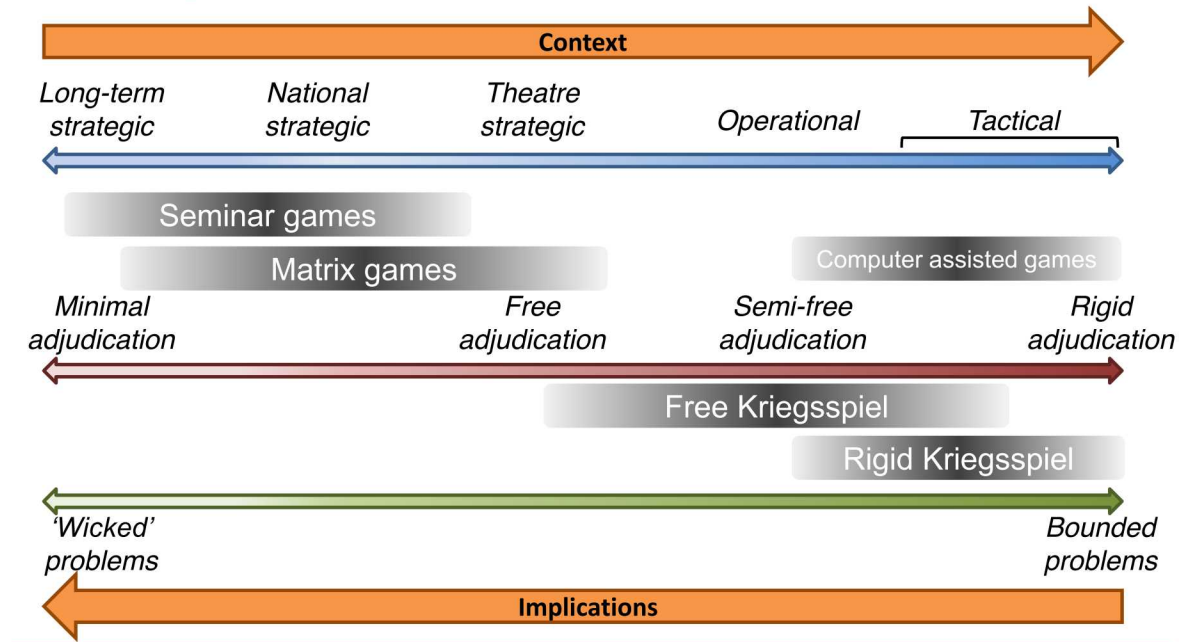 Context
Long-term
strategic
National
strategic
Theatre
strategic
Operational
Tactical
Seminar games
Matrix games
Computer assisted games
Minimal
adjudication
Free
adjudication
Semi-free
adjudication
Rigid
adjudication
Free Kriegsspiel
Rigid Kriegsspiel
‘Wicked’
problems
Bounded
problems
Implications